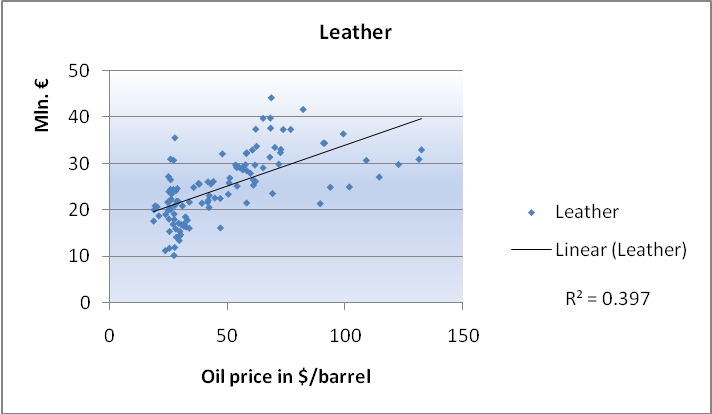 Leather
Mln. €
50
40
30
20
10
0
0 50 100 150
Oil price in $/barrel
Leather
Linear (Leather)
R² = 0.397